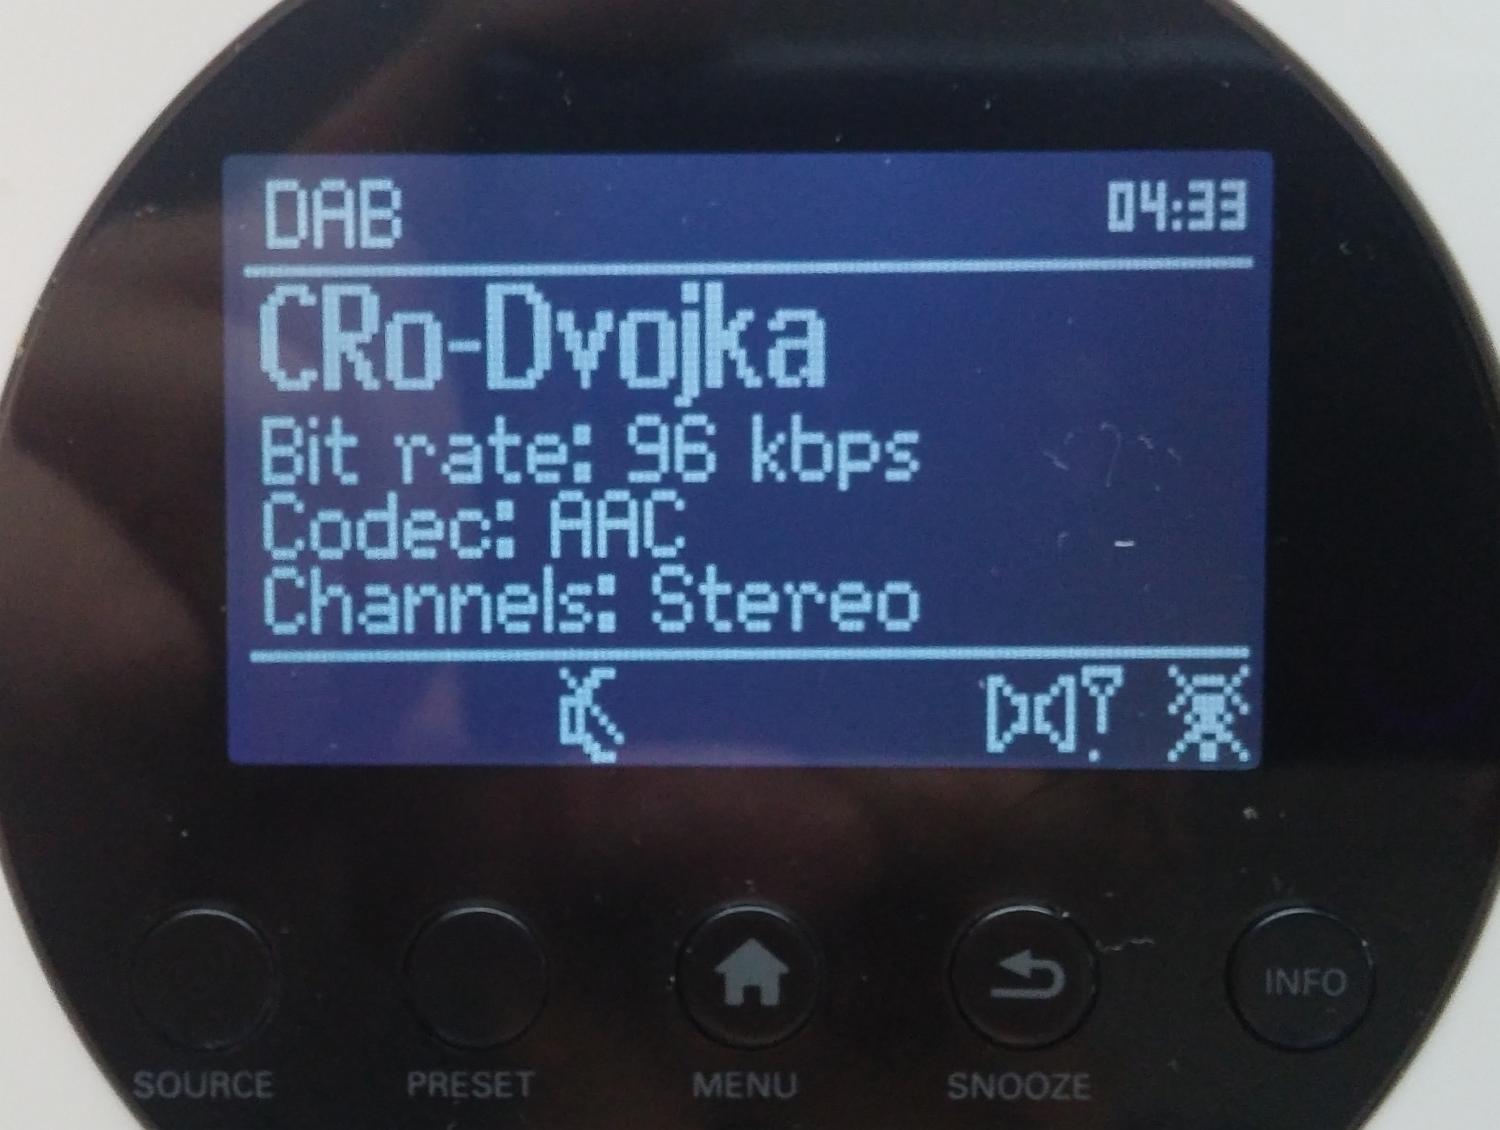 DAB 04:33
CRo-Dvojka
Bit rate: 96 kbps
Codec: AAC
Channels: Stereo
INFO
SOURCE PRESET MENU SNOOZE